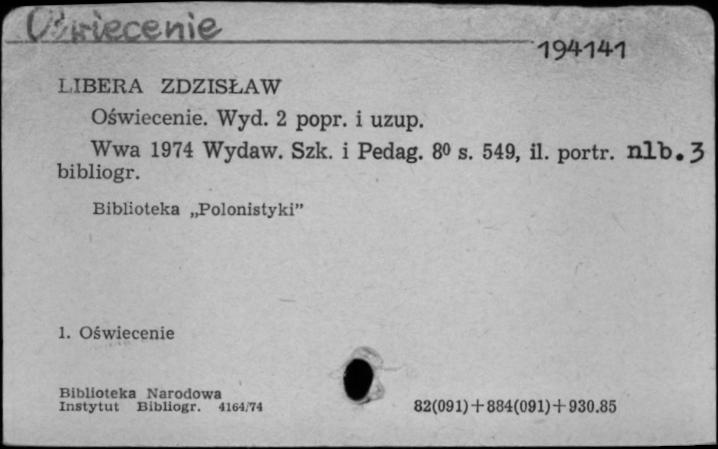 Oświecenie
194141
LIBERA ZDZISŁAW
Oświecenie. Wyd. 2 popr. i uzup.
Wwa 1974 Wydaw. Szk. i Pedag. 8⁰ s. 549, il. portr. nlb. 3
bibliogr.
Biblioteka „Polonistyki”
1. Oświecenie
Biblioteka Narodowa
Instytut Bibliogr. 4164/74
82(091)+884(091)+930.85